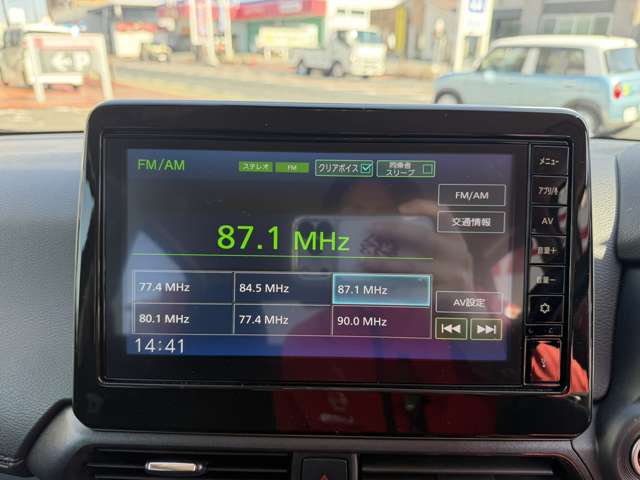 FM/AM
ステレオ FM クリアボイス 同乗者スリープ
FM/AM
交通情報
87.1 MHz
77.4 MHz 84.5 MHz 87.1 MHz
80.1 MHz 77.4 MHz 90.0 MHz
AV設定
14:41
メニュー
アプリ/ﾅﾋﾞ
AV
音量+
音量-